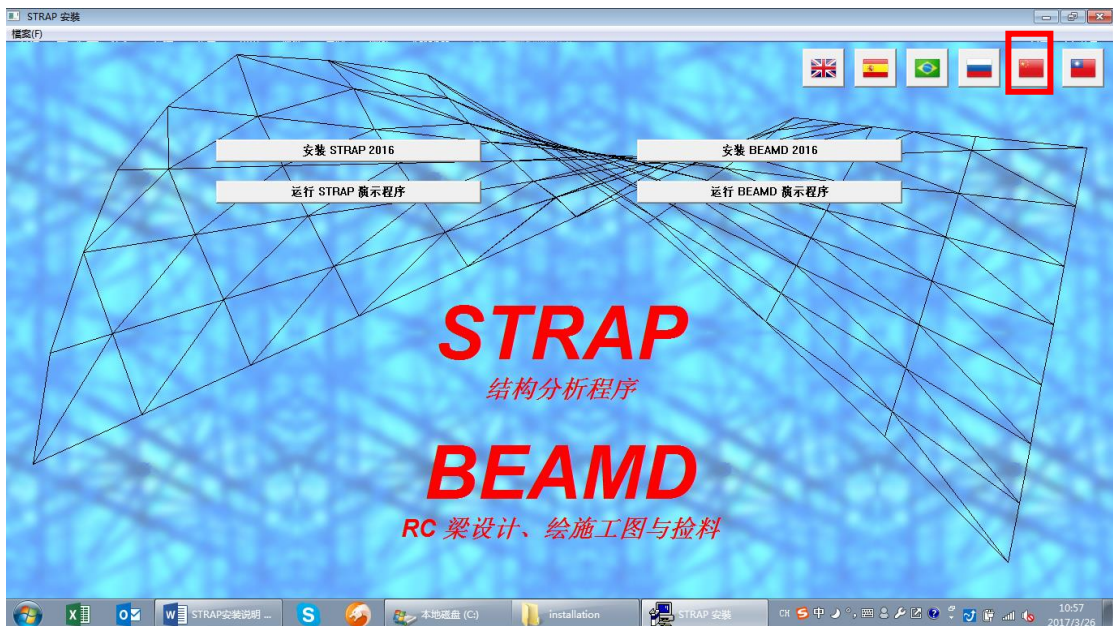 STRAP 安裝
檔案(F)
安装 STRAP 2016
安装 BEAMD 2016
运行 STRAP 演示程序
运行 BEAMD 演示程序
STRAP
结构分析程序
BEAMD
RC 梁设计、绘施工图与捡料
STRAP安装说明 ...
本地磁盘 (C:)
installation
STRAP 安裝
CH
中
10:57
2017/3/26